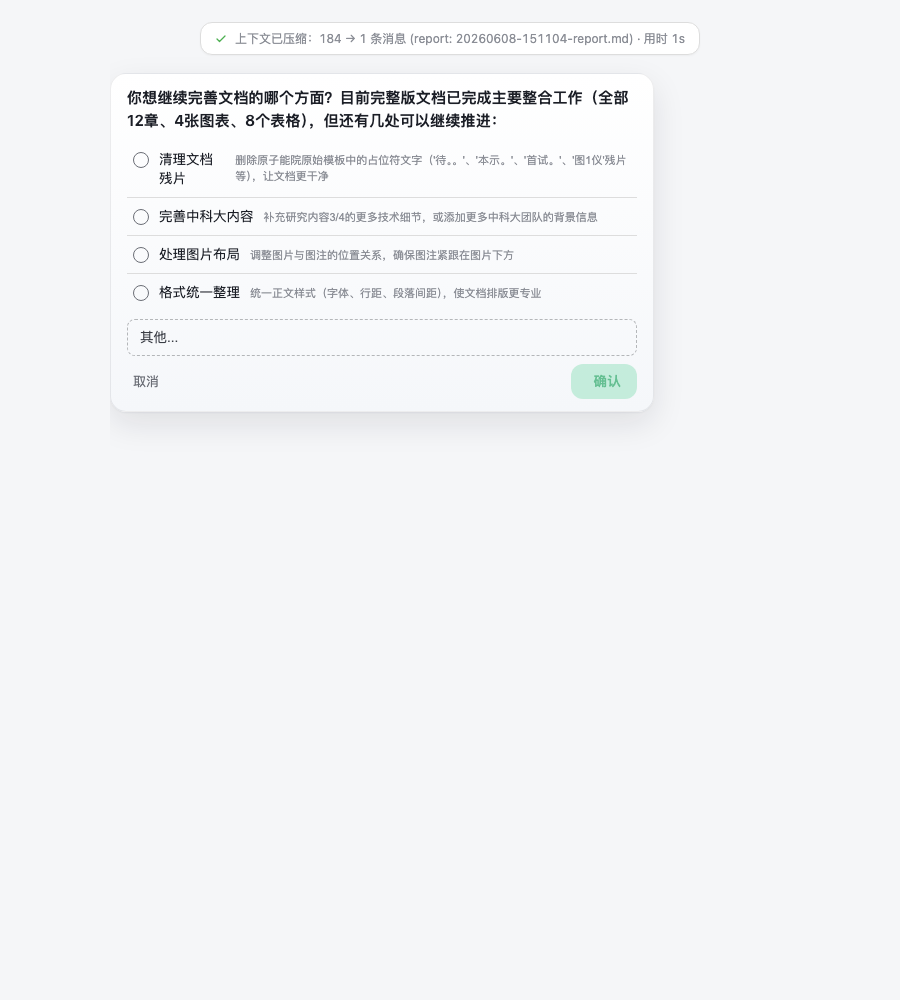 上下文已压缩：184 → 1 条消息 (report: 20260608-151104-report.md) · 用时 1s
你想继续完善文档的哪个方面？目前完整版文档已完成主要整合工作（全部
12章、4张图表、8个表格），但还有几处可以继续推进：
清理文档
残片
删除原子能院原始模板中的占位符文字（'待。。'、'本示。'、'首试。'、'图1仪'残片
等），让文档更干净
完善中科大内容 补充研究内容3/4的更多技术细节，或添加更多中科大团队的背景信息
处理图片布局 调整图片与图注的位置关系，确保图注紧跟在图片下方
格式统一整理 统一正文样式（字体、行距、段落间距），使文档排版更专业
其他...
取消 确认